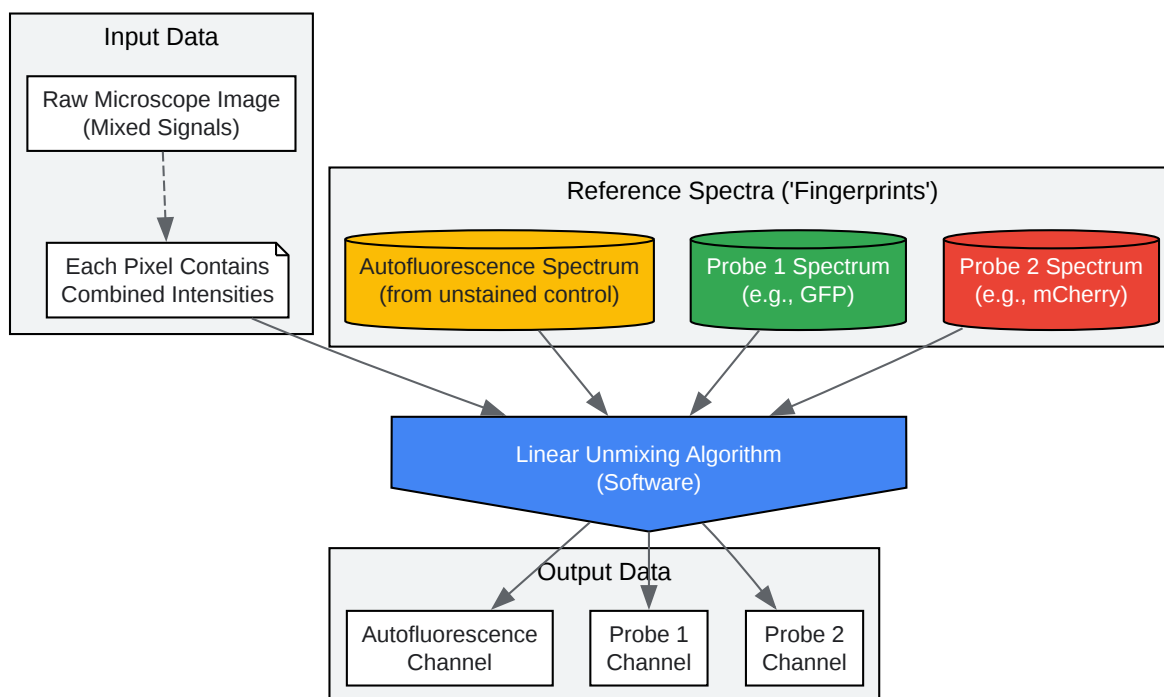 Input Data
Raw Microscope Image
(Mixed Signals)
Each Pixel Contains
Combined Intensities
Reference Spectra ('Fingerprints')
Autofluorescence Spectrum
(from unstained control)
Probe 1 Spectrum
(e.g., GFP)
Probe 2 Spectrum
(e.g., mCherry)
Linear Unmixing Algorithm
(Software)
Output Data
Autofluorescence
Channel
Probe 1
Channel
Probe 2
Channel